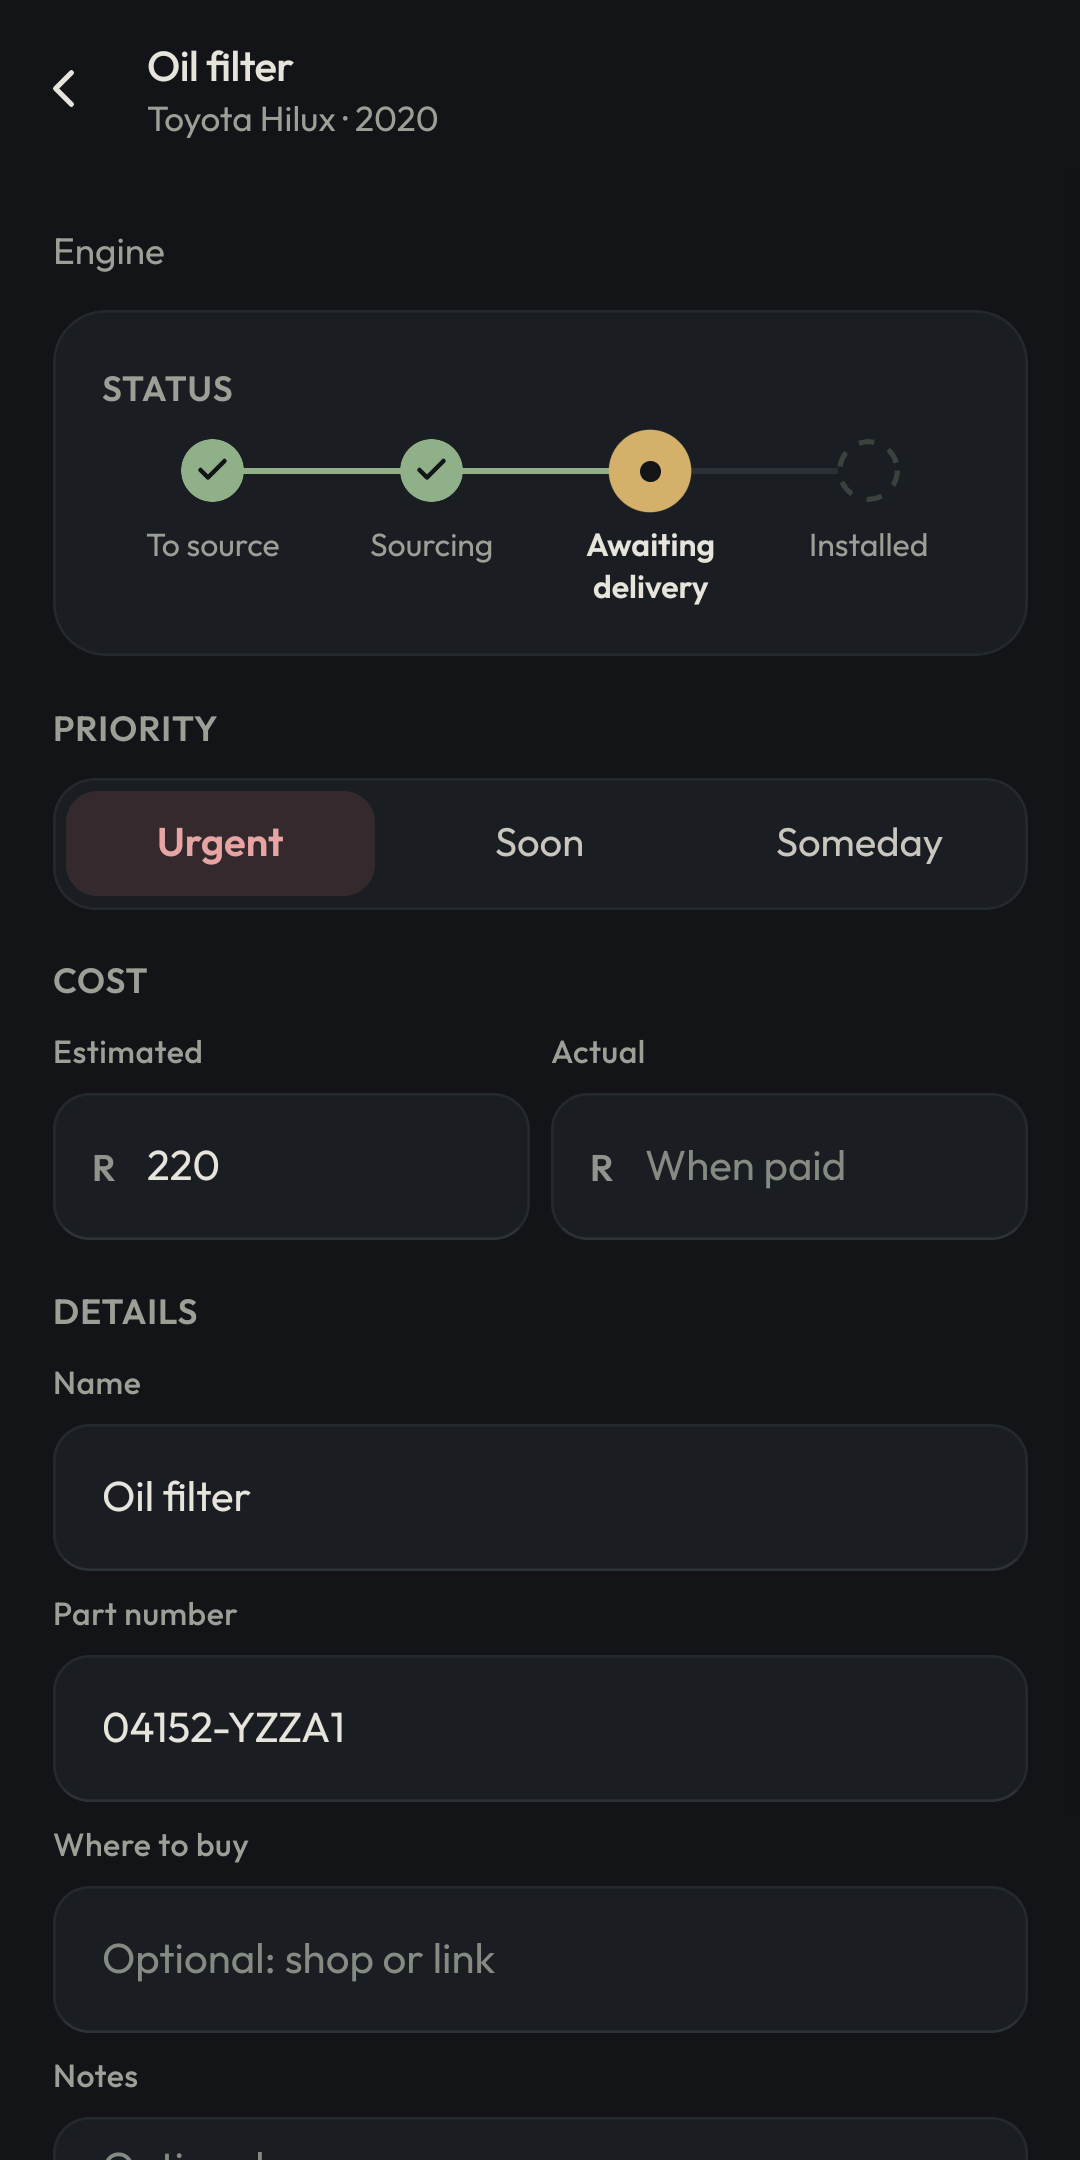 Oil filter
Toyota Hilux · 2020
Engine
STATUS
To source
Sourcing
Awaiting
delivery
Installed
PRIORITY
Urgent
Soon
Someday
COST
Estimated
Actual
R 220
R When paid
DETAILS
Name
Oil filter
Part number
04152-YZZA1
Where to buy
Optional: shop or link
Notes